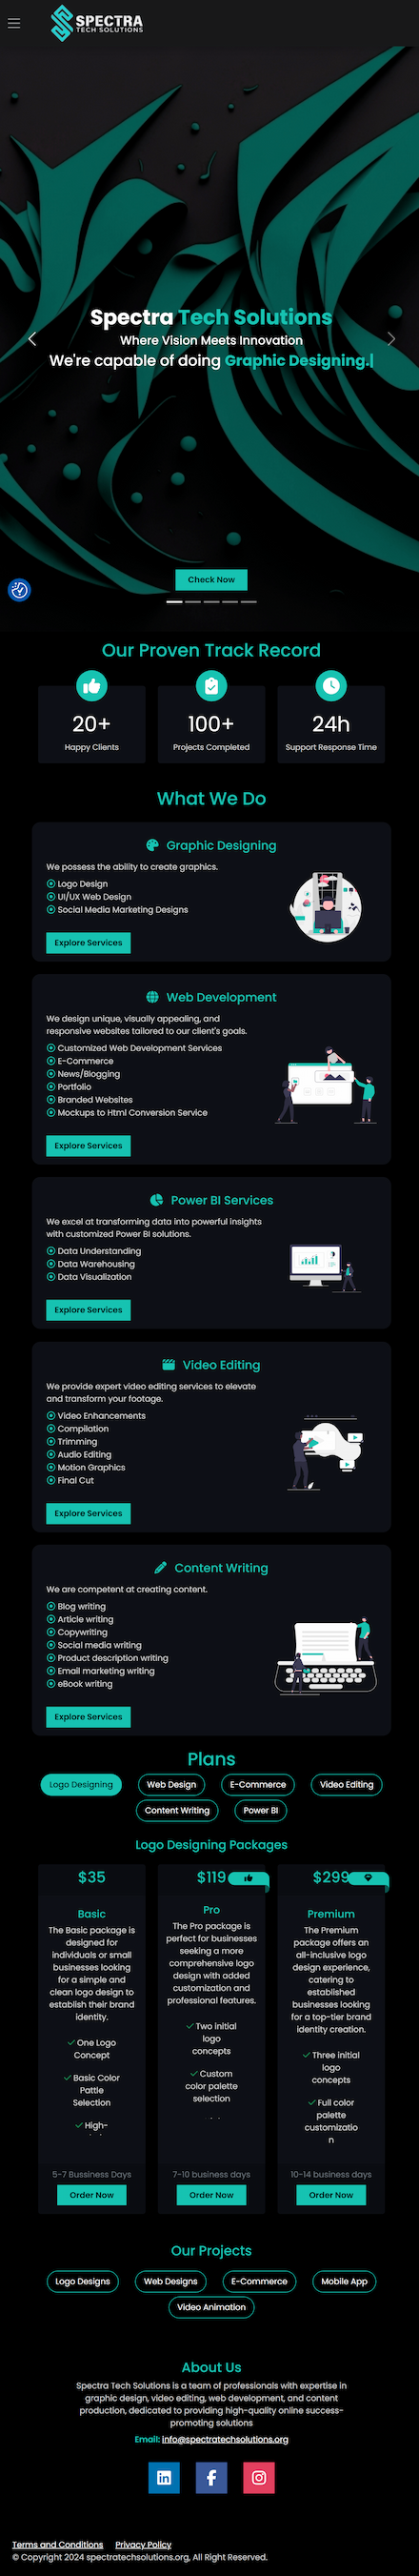 SPECTRA
TECH SOLUTIONS
Spectra Tech Solutions
Where Vision Meets Innovation
We're capable of doing Graphic Designing.|
Check Now
Our Proven Track Record
20+
Happy Clients
100+
Projects Completed
24h
Support Response Time
What We Do
Graphic Designing
We possess the ability to create graphics.
Logo Design
UI/UX Web Design
Social Media Marketing Designs
Explore Services
Web Development
We design unique, visually appealing, and
responsive websites tailored to our client's goals.
Customized Web Development Services
E-Commerce
News/Blogging
Portfolio
Branded Websites
Mockups to Html Conversion Service
Explore Services
Power BI Services
We excel at transforming data into powerful insights
with customized Power BI solutions.
Data Understanding
Data Warehousing
Data Visualization
Explore Services
Video Editing
We provide expert video editing services to elevate
and transform your footage.
Video Enhancements
Compilation
Trimming
Audio Editing
Motion Graphics
Final Cut
Explore Services
Content Writing
We are competent at creating content.
Blog writing
Article writing
Copywriting
Social media writing
Product description writing
Email marketing writing
eBook writing
Explore Services
Plans
Logo Designing
Web Design
E-Commerce
Video Editing
Content Writing
Power BI
Logo Designing Packages
$35
Basic
The Basic package is
designed for
individuals or small
businesses looking
for a simple and
clean logo design to
establish their brand
identity.
One Logo
Concept
Basic Color
Pattle
Selection
High-
5-7 Bussiness Days
Order Now
$119
Pro
The Pro package is
perfect for businesses
seeking a more
comprehensive logo
design with added
customization and
professional features.
Two initial
logo
concepts
Custom
color palette
selection
7-10 business days
Order Now
$299
Premium
The Premium
package offers an
all-inclusive logo
design experience,
catering to
established
businesses looking
for a top-tier brand
identity creation.
Three initial
logo
concepts
Full color
palette
customizatio
n
10-14 business days
Order Now
Our Projects
Logo Designs
Web Designs
E-Commerce
Mobile App
Video Animation
About Us
Spectra Tech Solutions is a team of professionals with expertise in
graphic design, video editing, web development, and content
production, dedicated to providing high-quality online success-
promoting solutions
Email: info@spectratechsolutions.org
Terms and Conditions Privacy Policy
© Copyright 2024 spectratechsolutions.org, All Right Reserved.